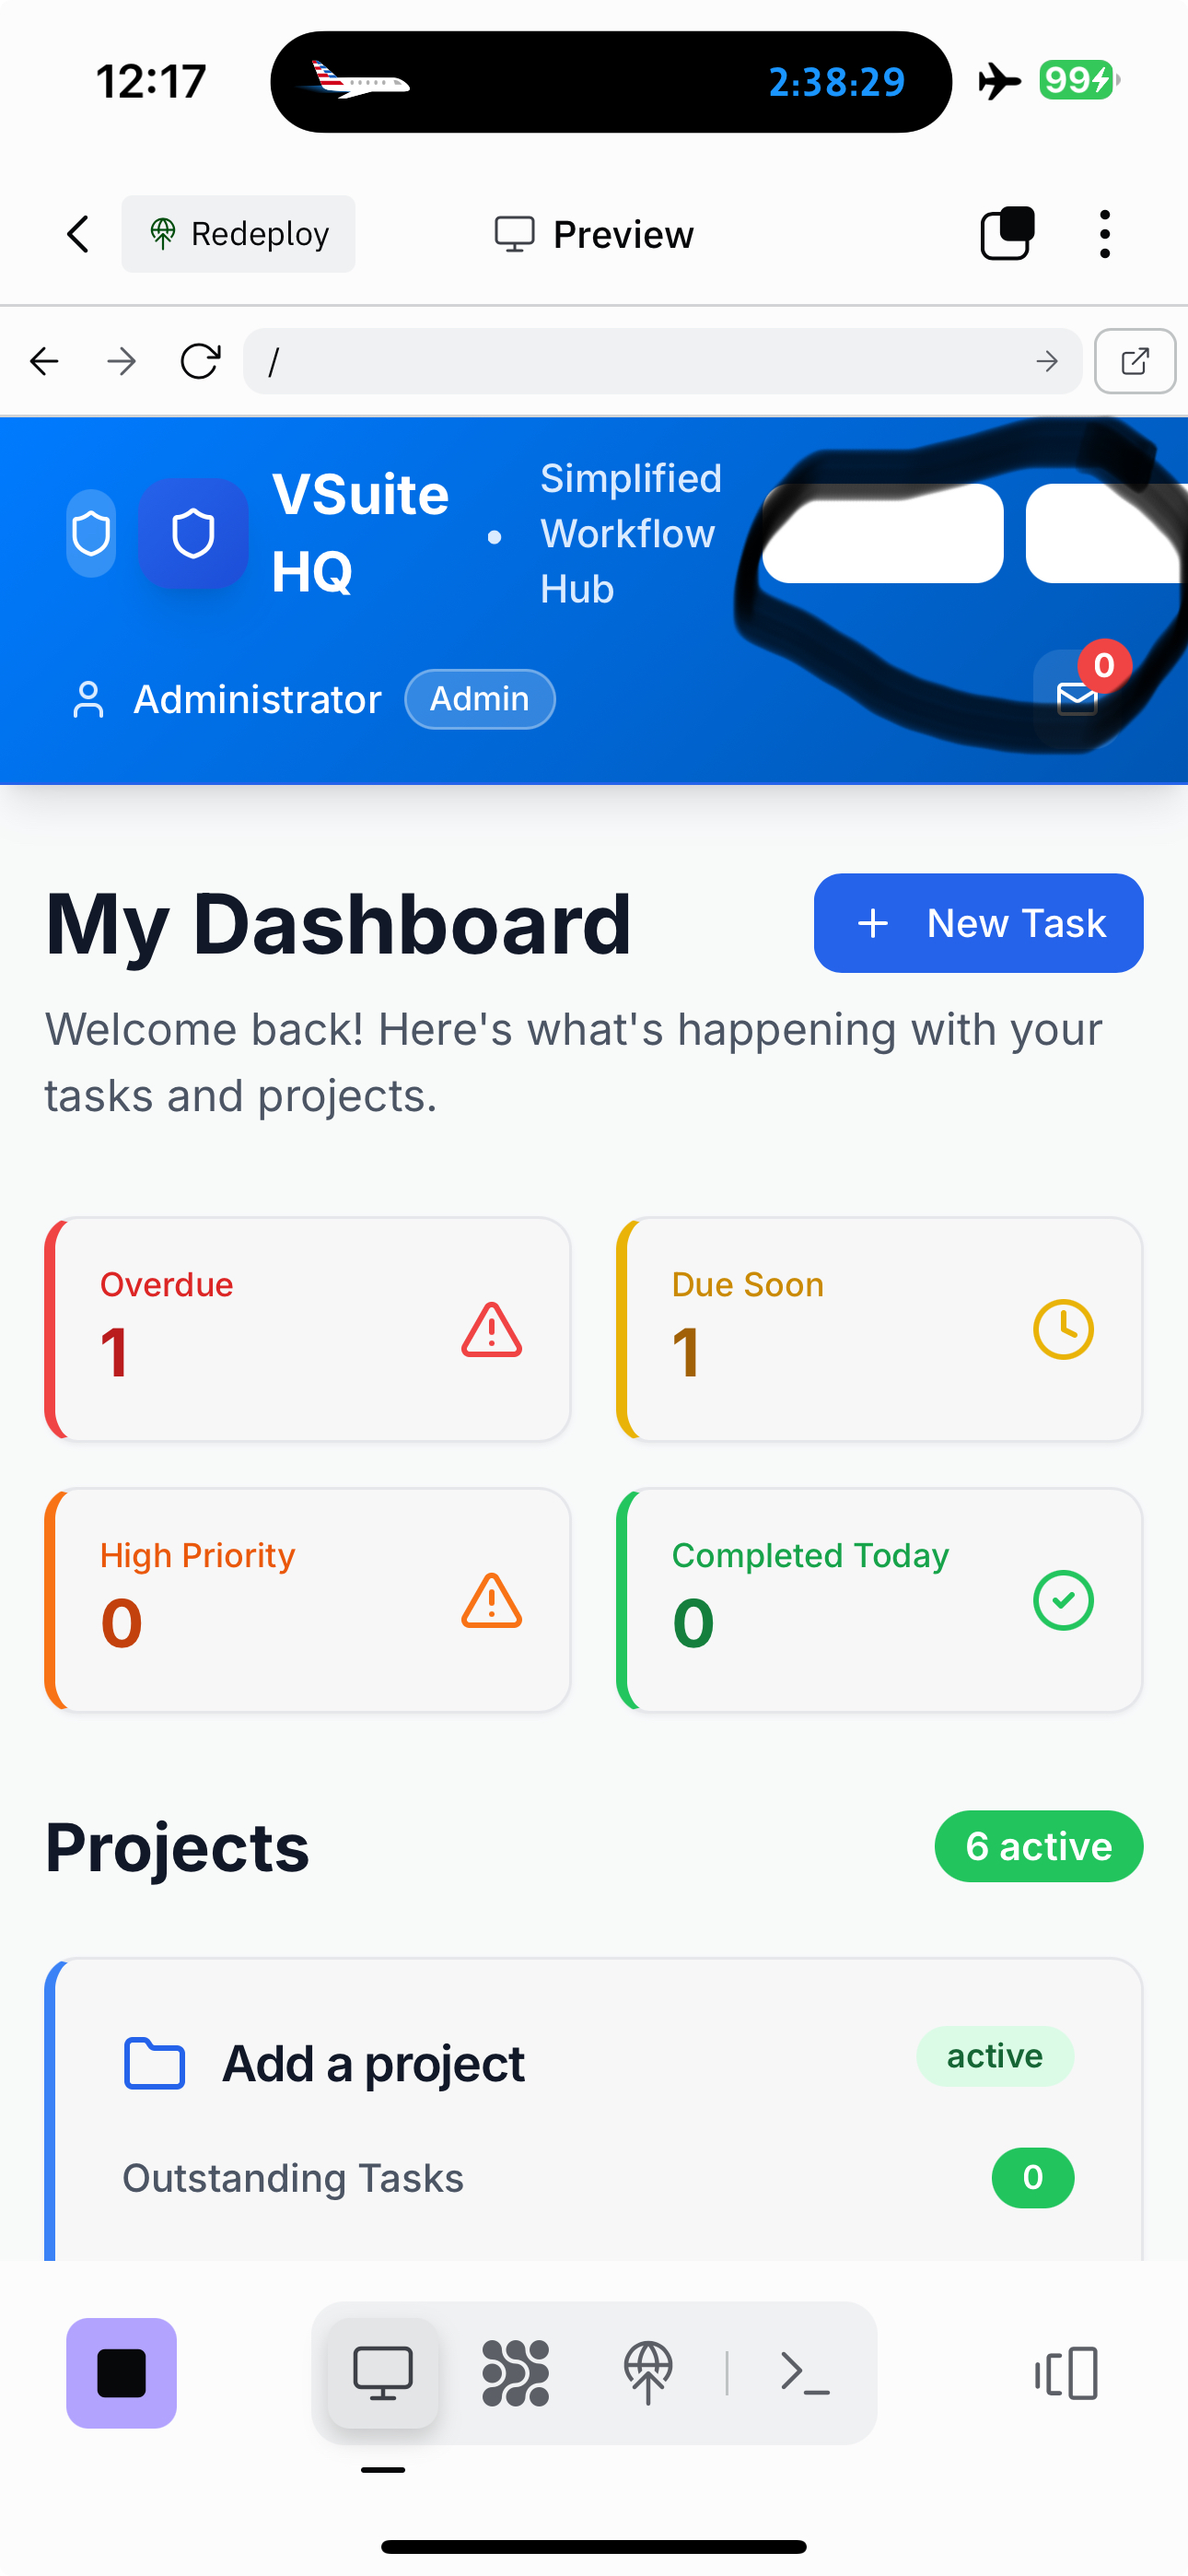 12:17
2:38:29
99
Redeploy
Preview
/
VSuite
HQ
•
Simplified
Workflow
Hub
Administrator
Admin
0
My Dashboard
+ New Task
Welcome back! Here's what's happening with your
tasks and projects.
Overdue
1
Due Soon
1
High Priority
0
Completed Today
0
Projects
6 active
Add a project
active
Outstanding Tasks
0